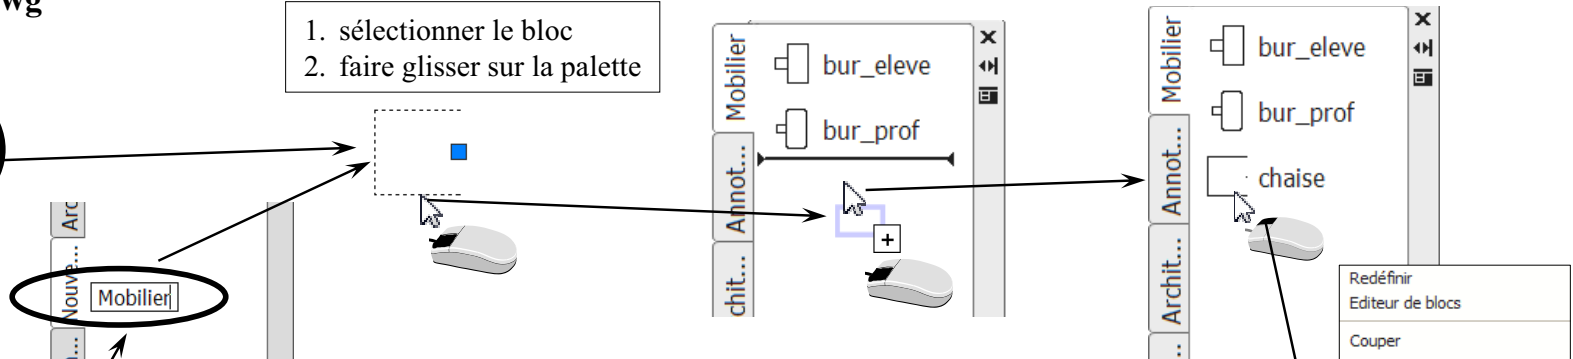 wg
1. sélectionner le bloc
2. faire glisser sur la palette
Arc
Nouve...
Mobilier
Mobilier
bur_eleve
bur_prof
Annot...
chit...
Mobilier
bur_eleve
bur_prof
chaise
Annot...
Archit...
Redéfinir
Editeur de blocs
Couper